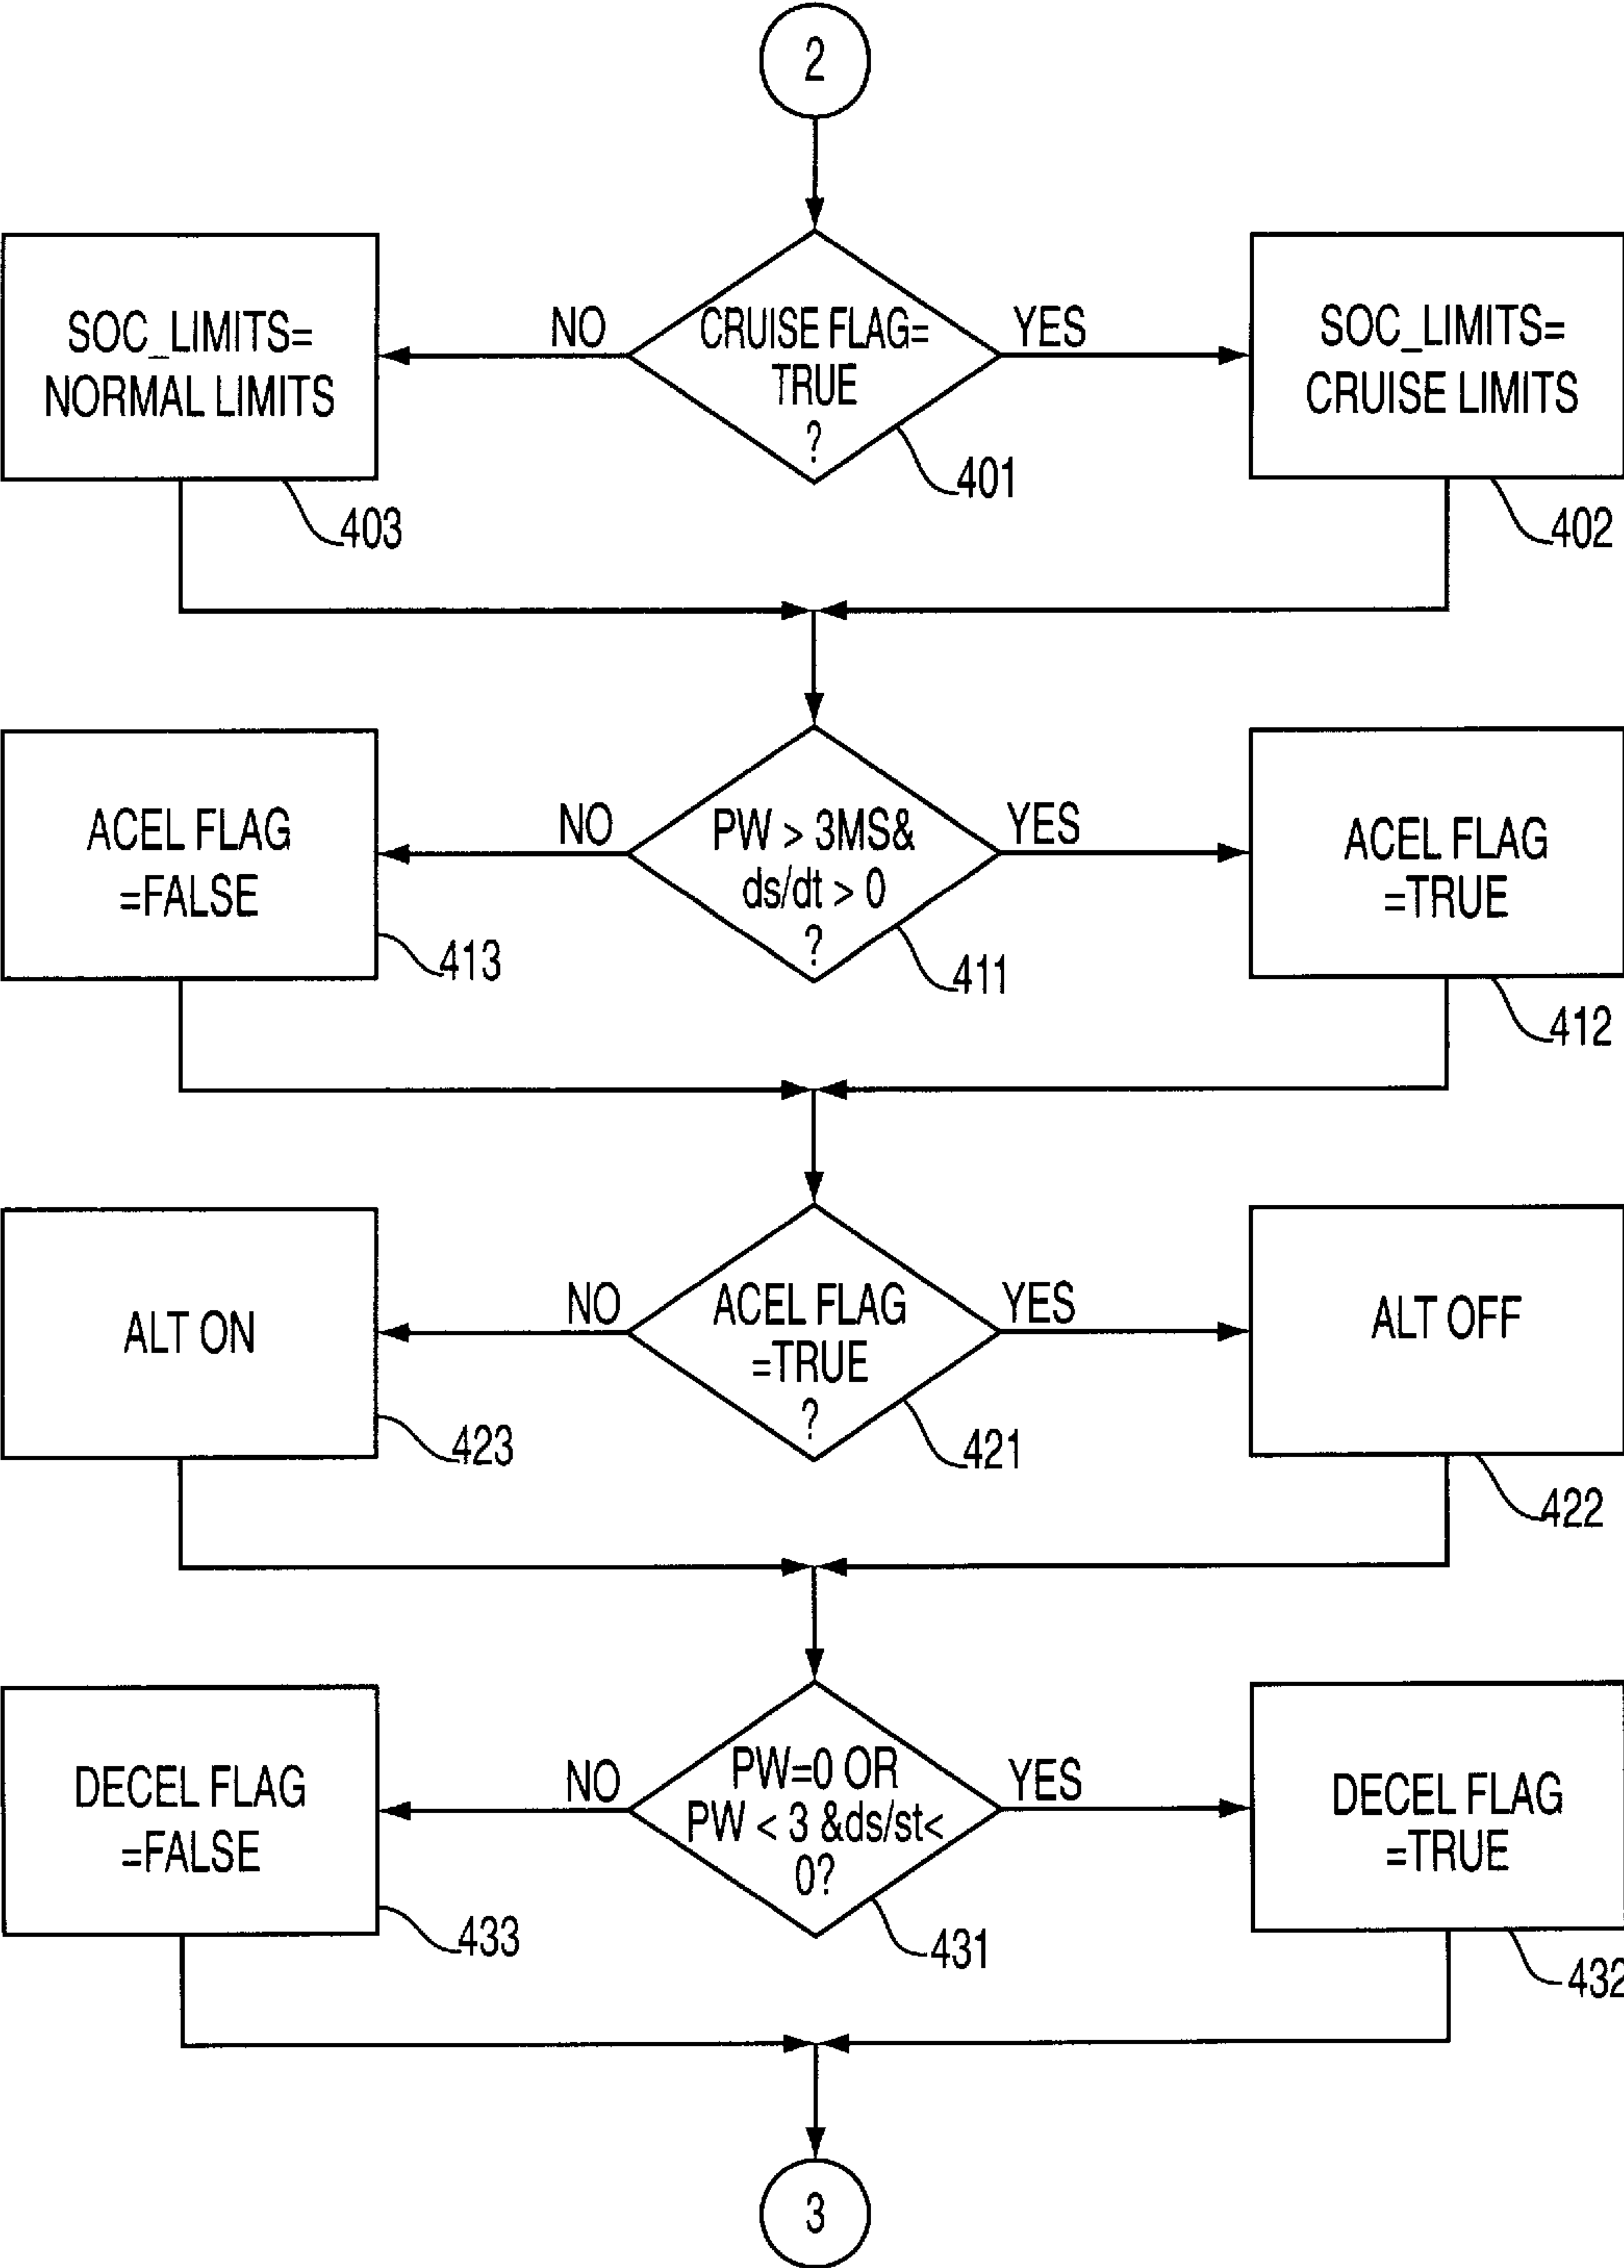 2
SOC_LIMITS=
NORMAL LIMITS
403
NO
CRUISE FLAG=
TRUE
?
401
YES
SOC_LIMITS=
CRUISE LIMITS
402
ACEL FLAG
=FALSE
413
NO
PW > 3MS&
ds/dt > 0
?
411
YES
ACEL FLAG
=TRUE
412
ALT ON
423
NO
ACEL FLAG
=TRUE
?
421
YES
ALT OFF
422
DECEL FLAG
=FALSE
433
NO
PW=0 OR
PW < 3 &ds/st<
0?
431
YES
DECEL FLAG
=TRUE
432
3